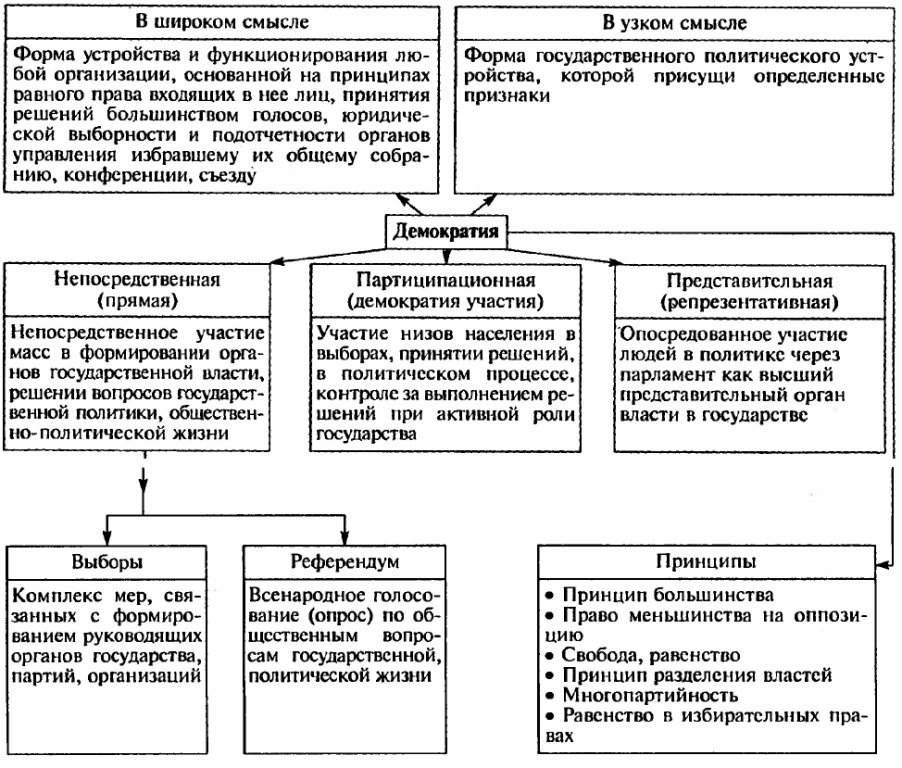 В широком смысле
Форма устройства и функционирования лю-
бой организации, основанной на принципах
равного права входящих в нее лиц, принятия
решений большинством голосов, юридиче-
ской выборности и подотчетности органов
управления избравшему их общему собра-
нию, конференции, съезду
В узком смысле
Форма государственного политического уст-
ройства, которой присущи определенные
признаки
Демократия
Непосредственная
(прямая)
Непосредственное участие
масс в формировании орга-
нов государственной власти,
решении вопросов государст-
венной политики, обществен-
но-политической жизни
Партиципационная
(демократия участия)
Участие низов населения в
выборах, принятии решений,
в политическом процессе,
контроле за выполнением ре-
шений при активной роли
государства
Представительная
(репрезентативная)
Опосредованное участие
людей в политике через
парламент как высший
представительный орган
власти в государстве
Выборы
Комплекс мер, свя-
занных с формиро-
ванием руководящих
органов государства,
партий, организаций
Референдум
Всенародное голосо-
вание (опрос) по об-
щественным вопро-
сам государственной,
политической жизни
Принципы
• Принцип большинства
• Право меньшинства на оппози-
цию
• Свобода, равенство
• Принцип разделения властей
• Многопартийность
• Равенство в избирательных пра-
вах